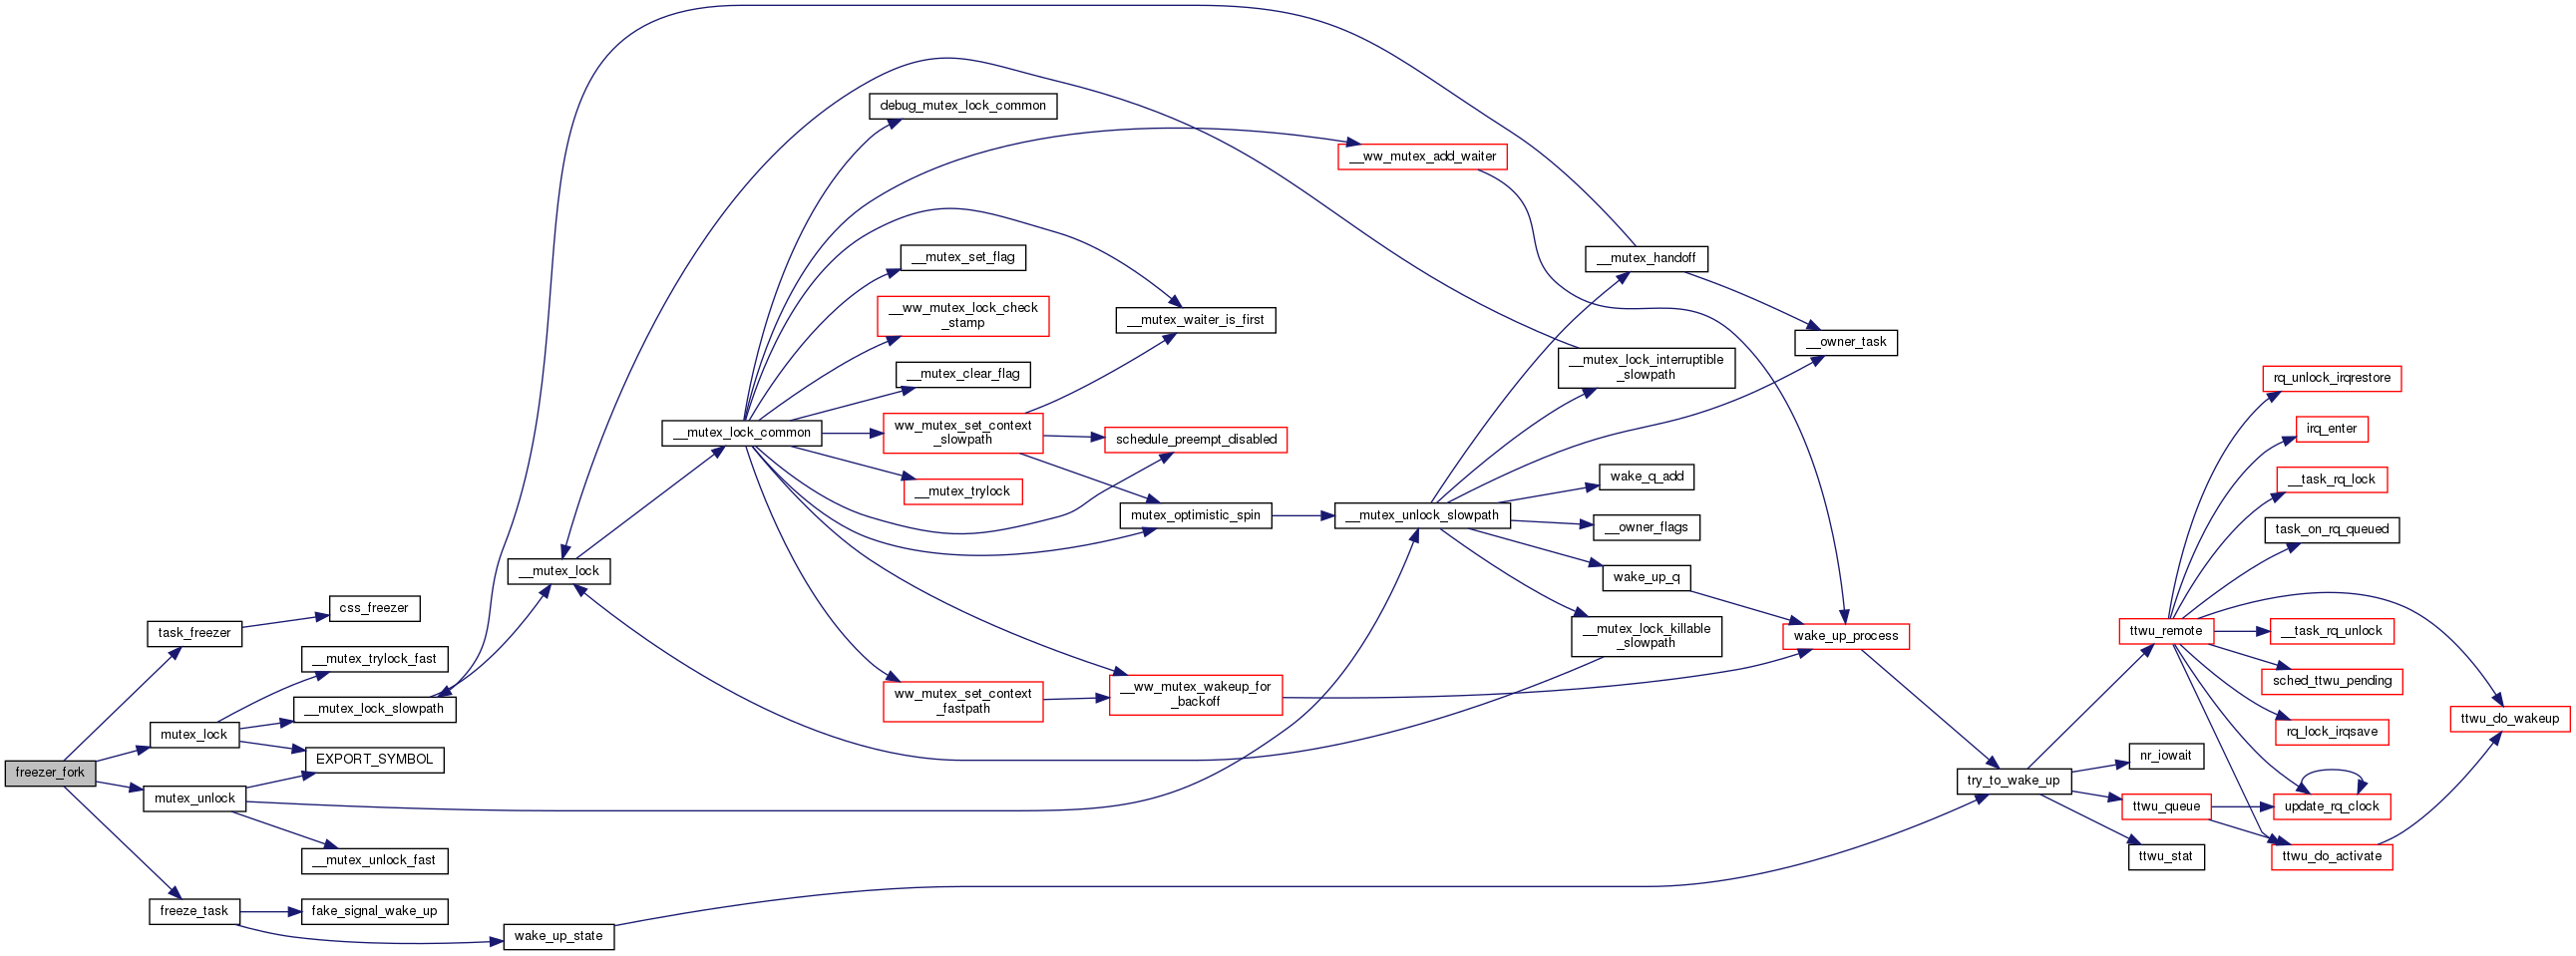 freezer_fork
task_freezer
css_freezer
mutex_lock
__mutex_trylock_fast
__mutex_lock_slowpath
EXPORT_SYMBOL
mutex_unlock
__mutex_unlock_fast
freeze_task
fake_signal_wake_up
wake_up_state
__mutex_lock
__mutex_lock_common
debug_mutex_lock_common
__mutex_set_flag
__ww_mutex_lock_check
_stamp
__mutex_clear_flag
ww_mutex_set_context
_slowpath
__mutex_trylock
ww_mutex_set_context
_fastpath
__mutex_waiter_is_first
schedule_preempt_disabled
mutex_optimistic_spin
__ww_mutex_wakeup_for
_backoff
__ww_mutex_add_waiter
__mutex_unlock_slowpath
__mutex_handoff
__mutex_lock_interruptible
_slowpath
wake_q_add
__owner_flags
wake_up_q
__mutex_lock_killable
_slowpath
__owner_task
wake_up_process
try_to_wake_up
ttwu_remote
nr_iowait
ttwu_queue
ttwu_stat
rq_unlock_irqrestore
irq_enter
__task_rq_lock
task_on_rq_queued
__task_rq_unlock
sched_ttwu_pending
rq_lock_irqsave
update_rq_clock
ttwu_do_activate
ttwu_do_wakeup